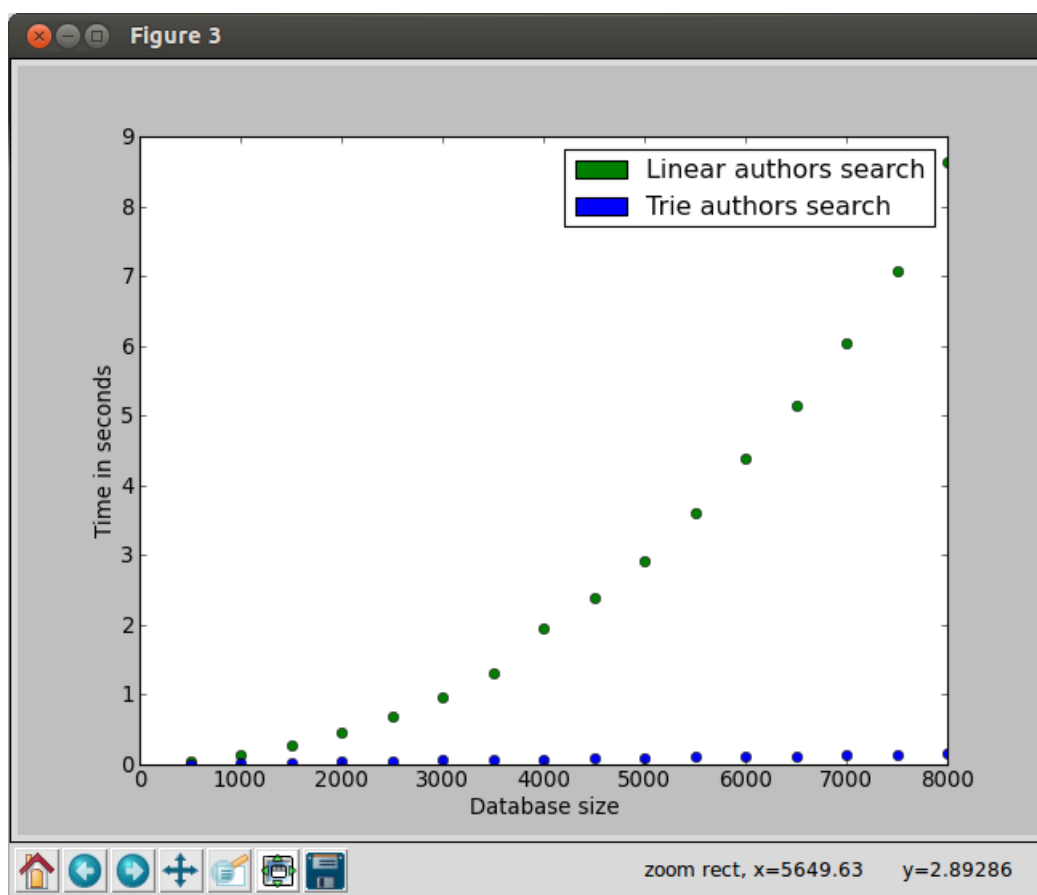 Figure 3
9
8
7
6
5
4
3
2
1
0
Time in seconds
Linear authors search
Trie authors search
0 1000 2000 3000 4000 5000 6000 7000 8000
Database size
zoom rect, x=5649.63 y=2.89286